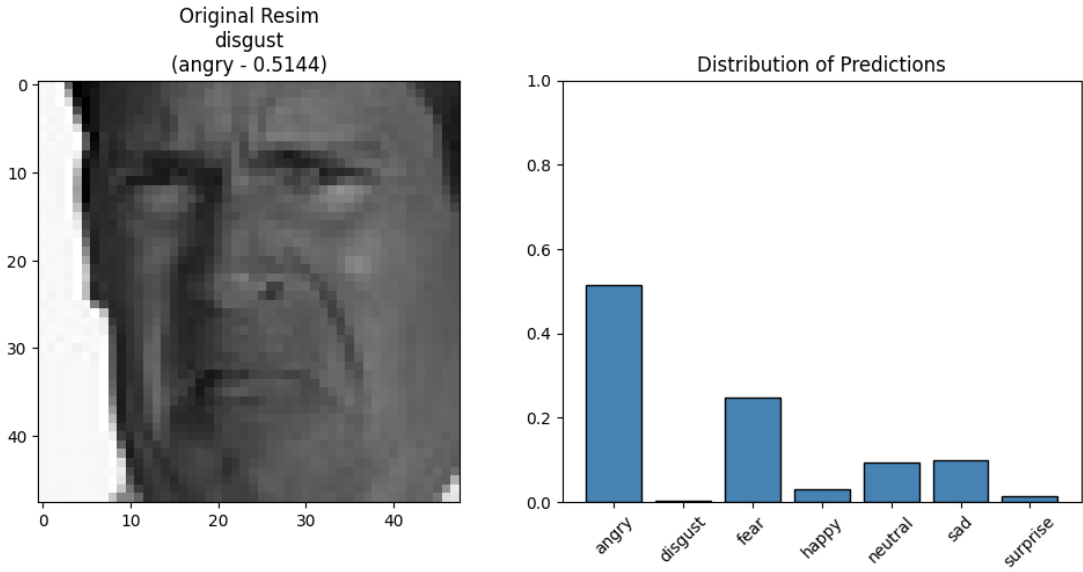 Original Resim
disgust
(angry - 0.5144)
0
10
20
30
40
0
10
20
30
40
Distribution of Predictions
1.0
0.8
0.6
0.4
0.2
0.0
angry
disgust
fear
happy
neutral
sad
surprise